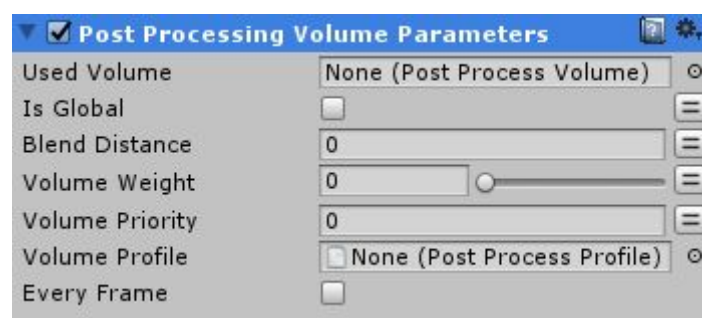 Post Processing Volume Parameters
Used Volume None (Post Process Volume)
Is Global
Blend Distance 0
Volume Weight 0
Volume Priority 0
Volume Profile None (Post Process Profile)
Every Frame